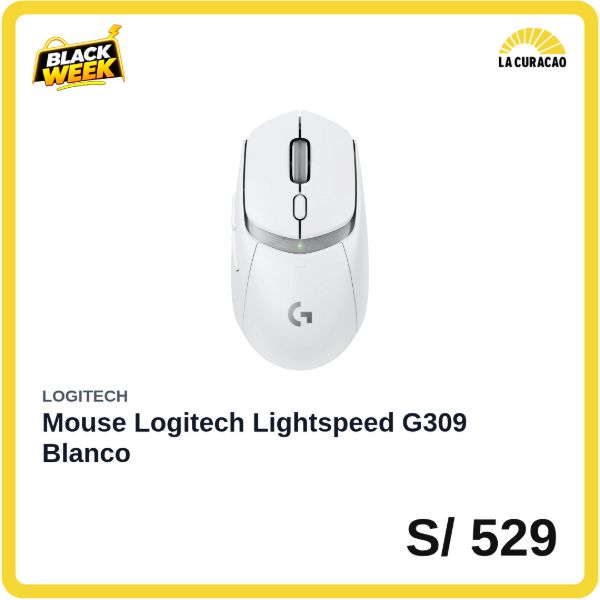 BLACK
WEEK
LA CURACAO
G
LOGITECH
Mouse Logitech Lightspeed G309
Blanco
S/ 529